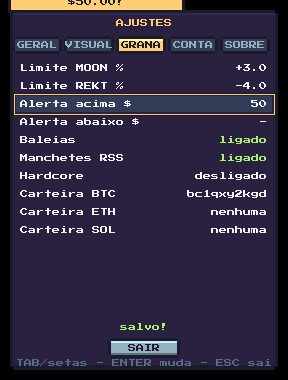 $50.00?
AJUSTES
GERAL VISUAL GRANA CONTA SOBRE
Limite MOON % +3.0
Limite REKT % -4.0
Alerta acima $ 50
Alerta abaixo $ -
Baleias ligado
Manchetes RSS ligado
Hardcore desligado
Carteira BTC bc1qxy2kgd
Carteira ETH nenhuma
Carteira SOL nenhuma
salvo!
SAIR
TAB/setas - ENTER muda - ESC sai